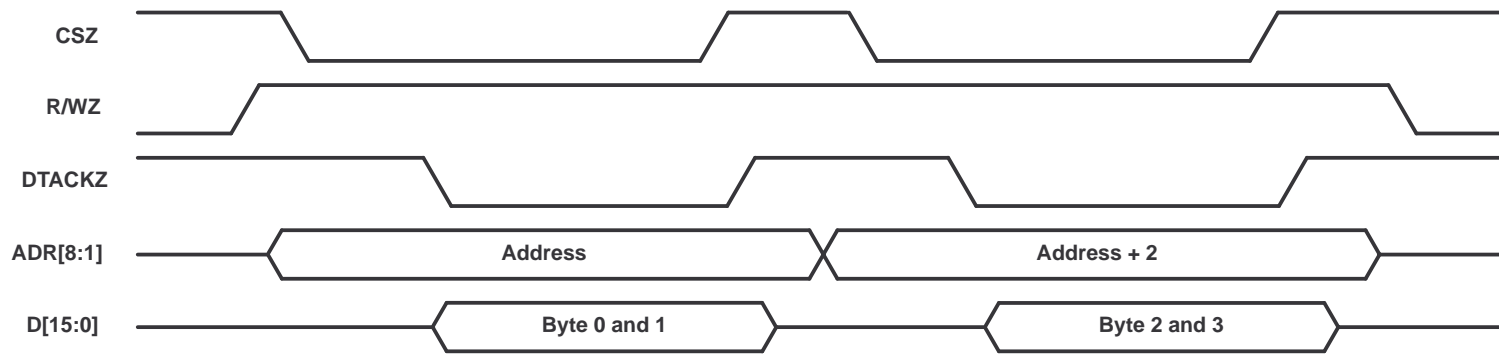 CSZ
R/WZ
DTACKZ
ADR[8:1] Address Address + 2
D[15:0] Byte 0 and 1 Byte 2 and 3